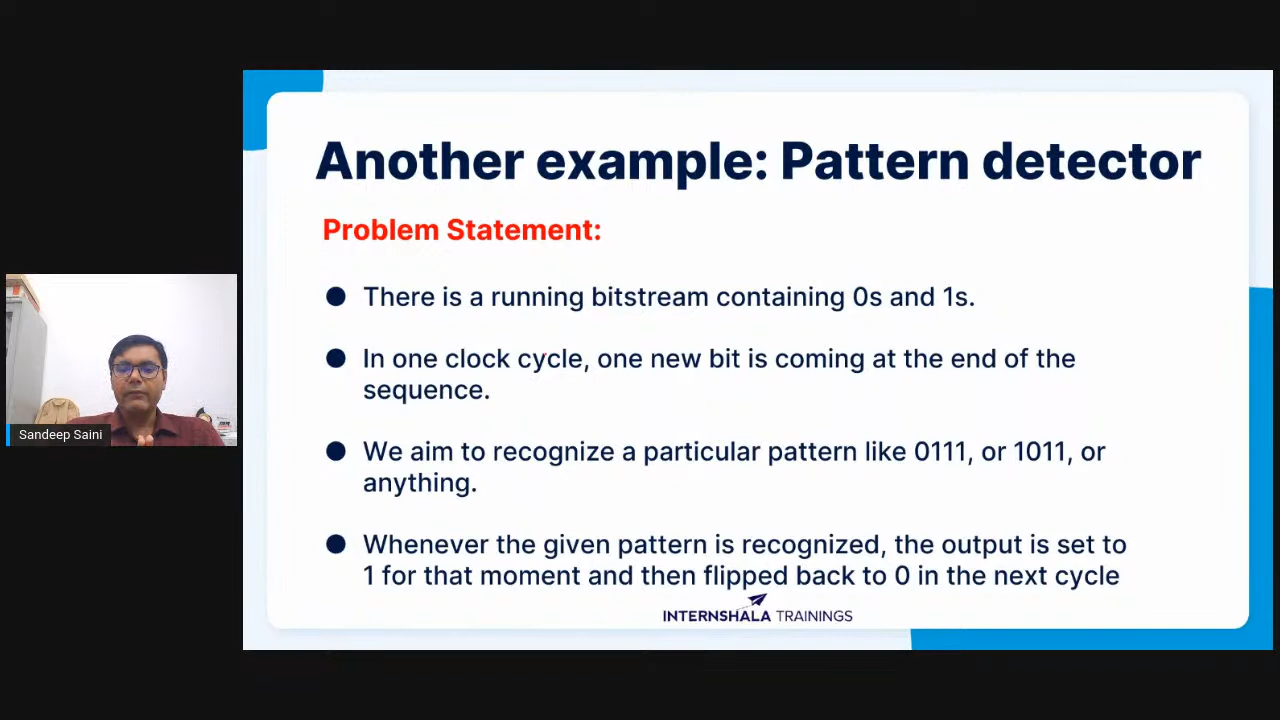 Another example: Pattern detector
Problem Statement:
● There is a running bitstream containing 0s and 1s.
● In one clock cycle, one new bit is coming at the end of the
sequence.
● We aim to recognize a particular pattern like 0111, or 1011, or
anything.
● Whenever the given pattern is recognized, the output is set to
1 for that moment and then flipped back to 0 in the next cycle
INTERNSHALA TRAININGS
Sandeep Saini